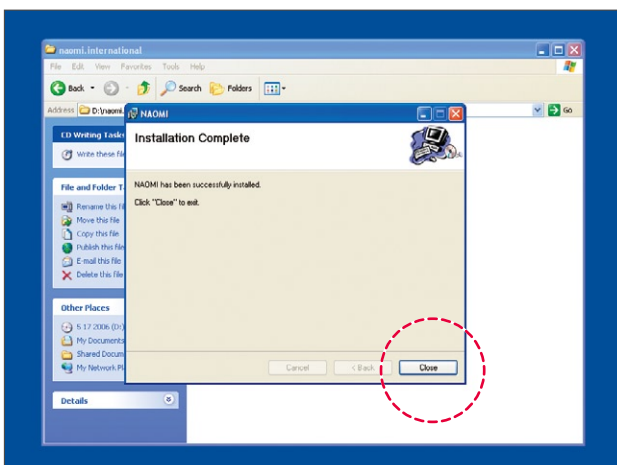 naomi.international
File Edit View Favorites Tools Help
Back Search Folders
Address D:\naomi. Go
NAOMI
CD Writing Tasks
Write these file
Installation Complete
NAOMI has been successfully installed.
Click "Close" to exit.
File and Folder T
Rename this fi
Move this file
Copy this file
Publish this file
E-mail this file
Delete this file
Other Places
5 17 2006 (D:)
My Documents
Shared Docum
My Network Pl
Cancel < Back Close
Details